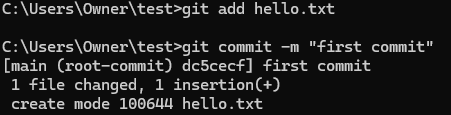 C:\Users\Owner\test>git add hello.txt
C:\Users\Owner\test>git commit -m "first commit"
[main (root-commit) dc5cecf] first commit
 1 file changed, 1 insertion(+)
 create mode 100644 hello.txt